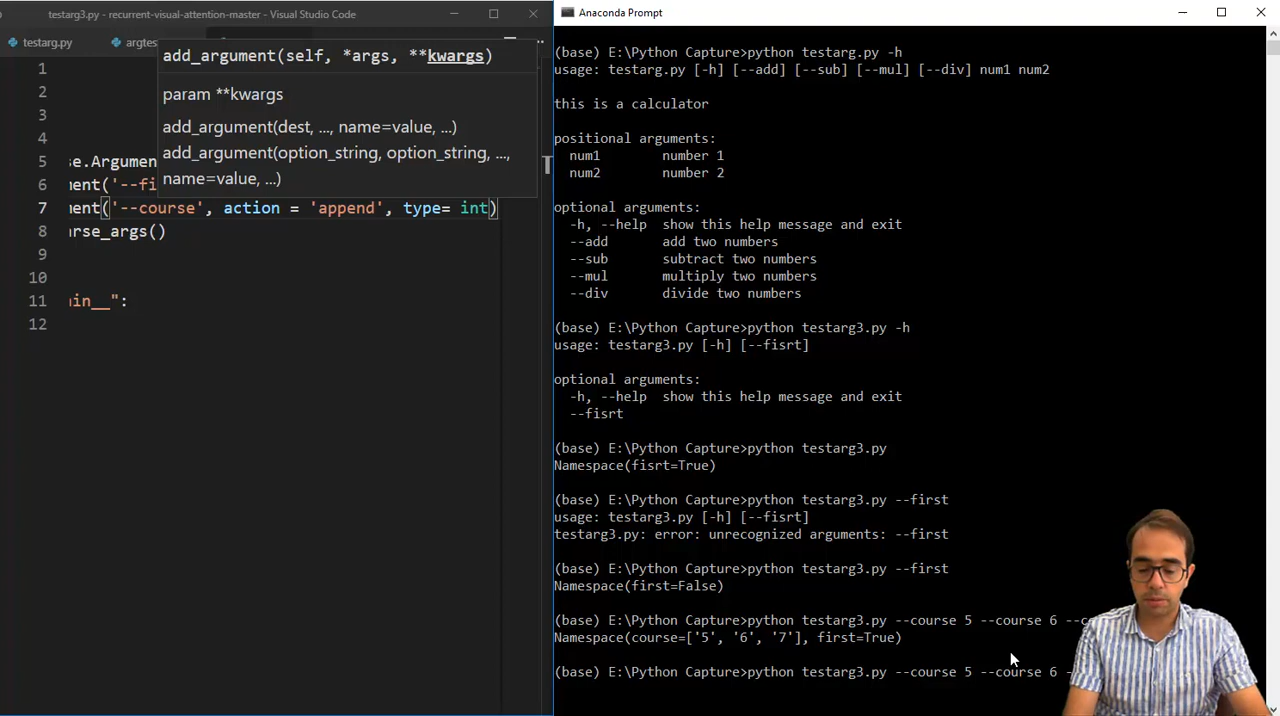 testarg3.py - recurrent-visual-attention-master - Visual Studio Code
testarg.py
argtes
add_argument(self, *args, **kwargs)
param **kwargs
add_argument(dest, ..., name=value, ...)
add_argument(option_string, option_string, ...,
name=value, ...)
1
2
3
4
5 se.Argumen
6 ment('--fi
7 ment('--course', action = 'append', type= int)
8 arse_args()
9
10
11 ain__":
12
Anaconda Prompt
(base) E:\Python Capture>python testarg.py -h
usage: testarg.py [-h] [--add] [--sub] [--mul] [--div] num1 num2
this is a calculator
positional arguments:
num1 number 1
num2 number 2
optional arguments:
-h, --help show this help message and exit
--add add two numbers
--sub subtract two numbers
--mul multiply two numbers
--div divide two numbers
(base) E:\Python Capture>python testarg3.py -h
usage: testarg3.py [-h] [--fisrt]
optional arguments:
-h, --help show this help message and exit
--fisrt
(base) E:\Python Capture>python testarg3.py
Namespace(fisrt=True)
(base) E:\Python Capture>python testarg3.py --first
usage: testarg3.py [-h] [--fisrt]
testarg3.py: error: unrecognized arguments: --first
(base) E:\Python Capture>python testarg3.py --first
Namespace(first=False)
(base) E:\Python Capture>python testarg3.py --course 5 --course 6 --c
Namespace(course=['5', '6', '7'], first=True)
(base) E:\Python Capture>python testarg3.py --course 5 --course 6 -